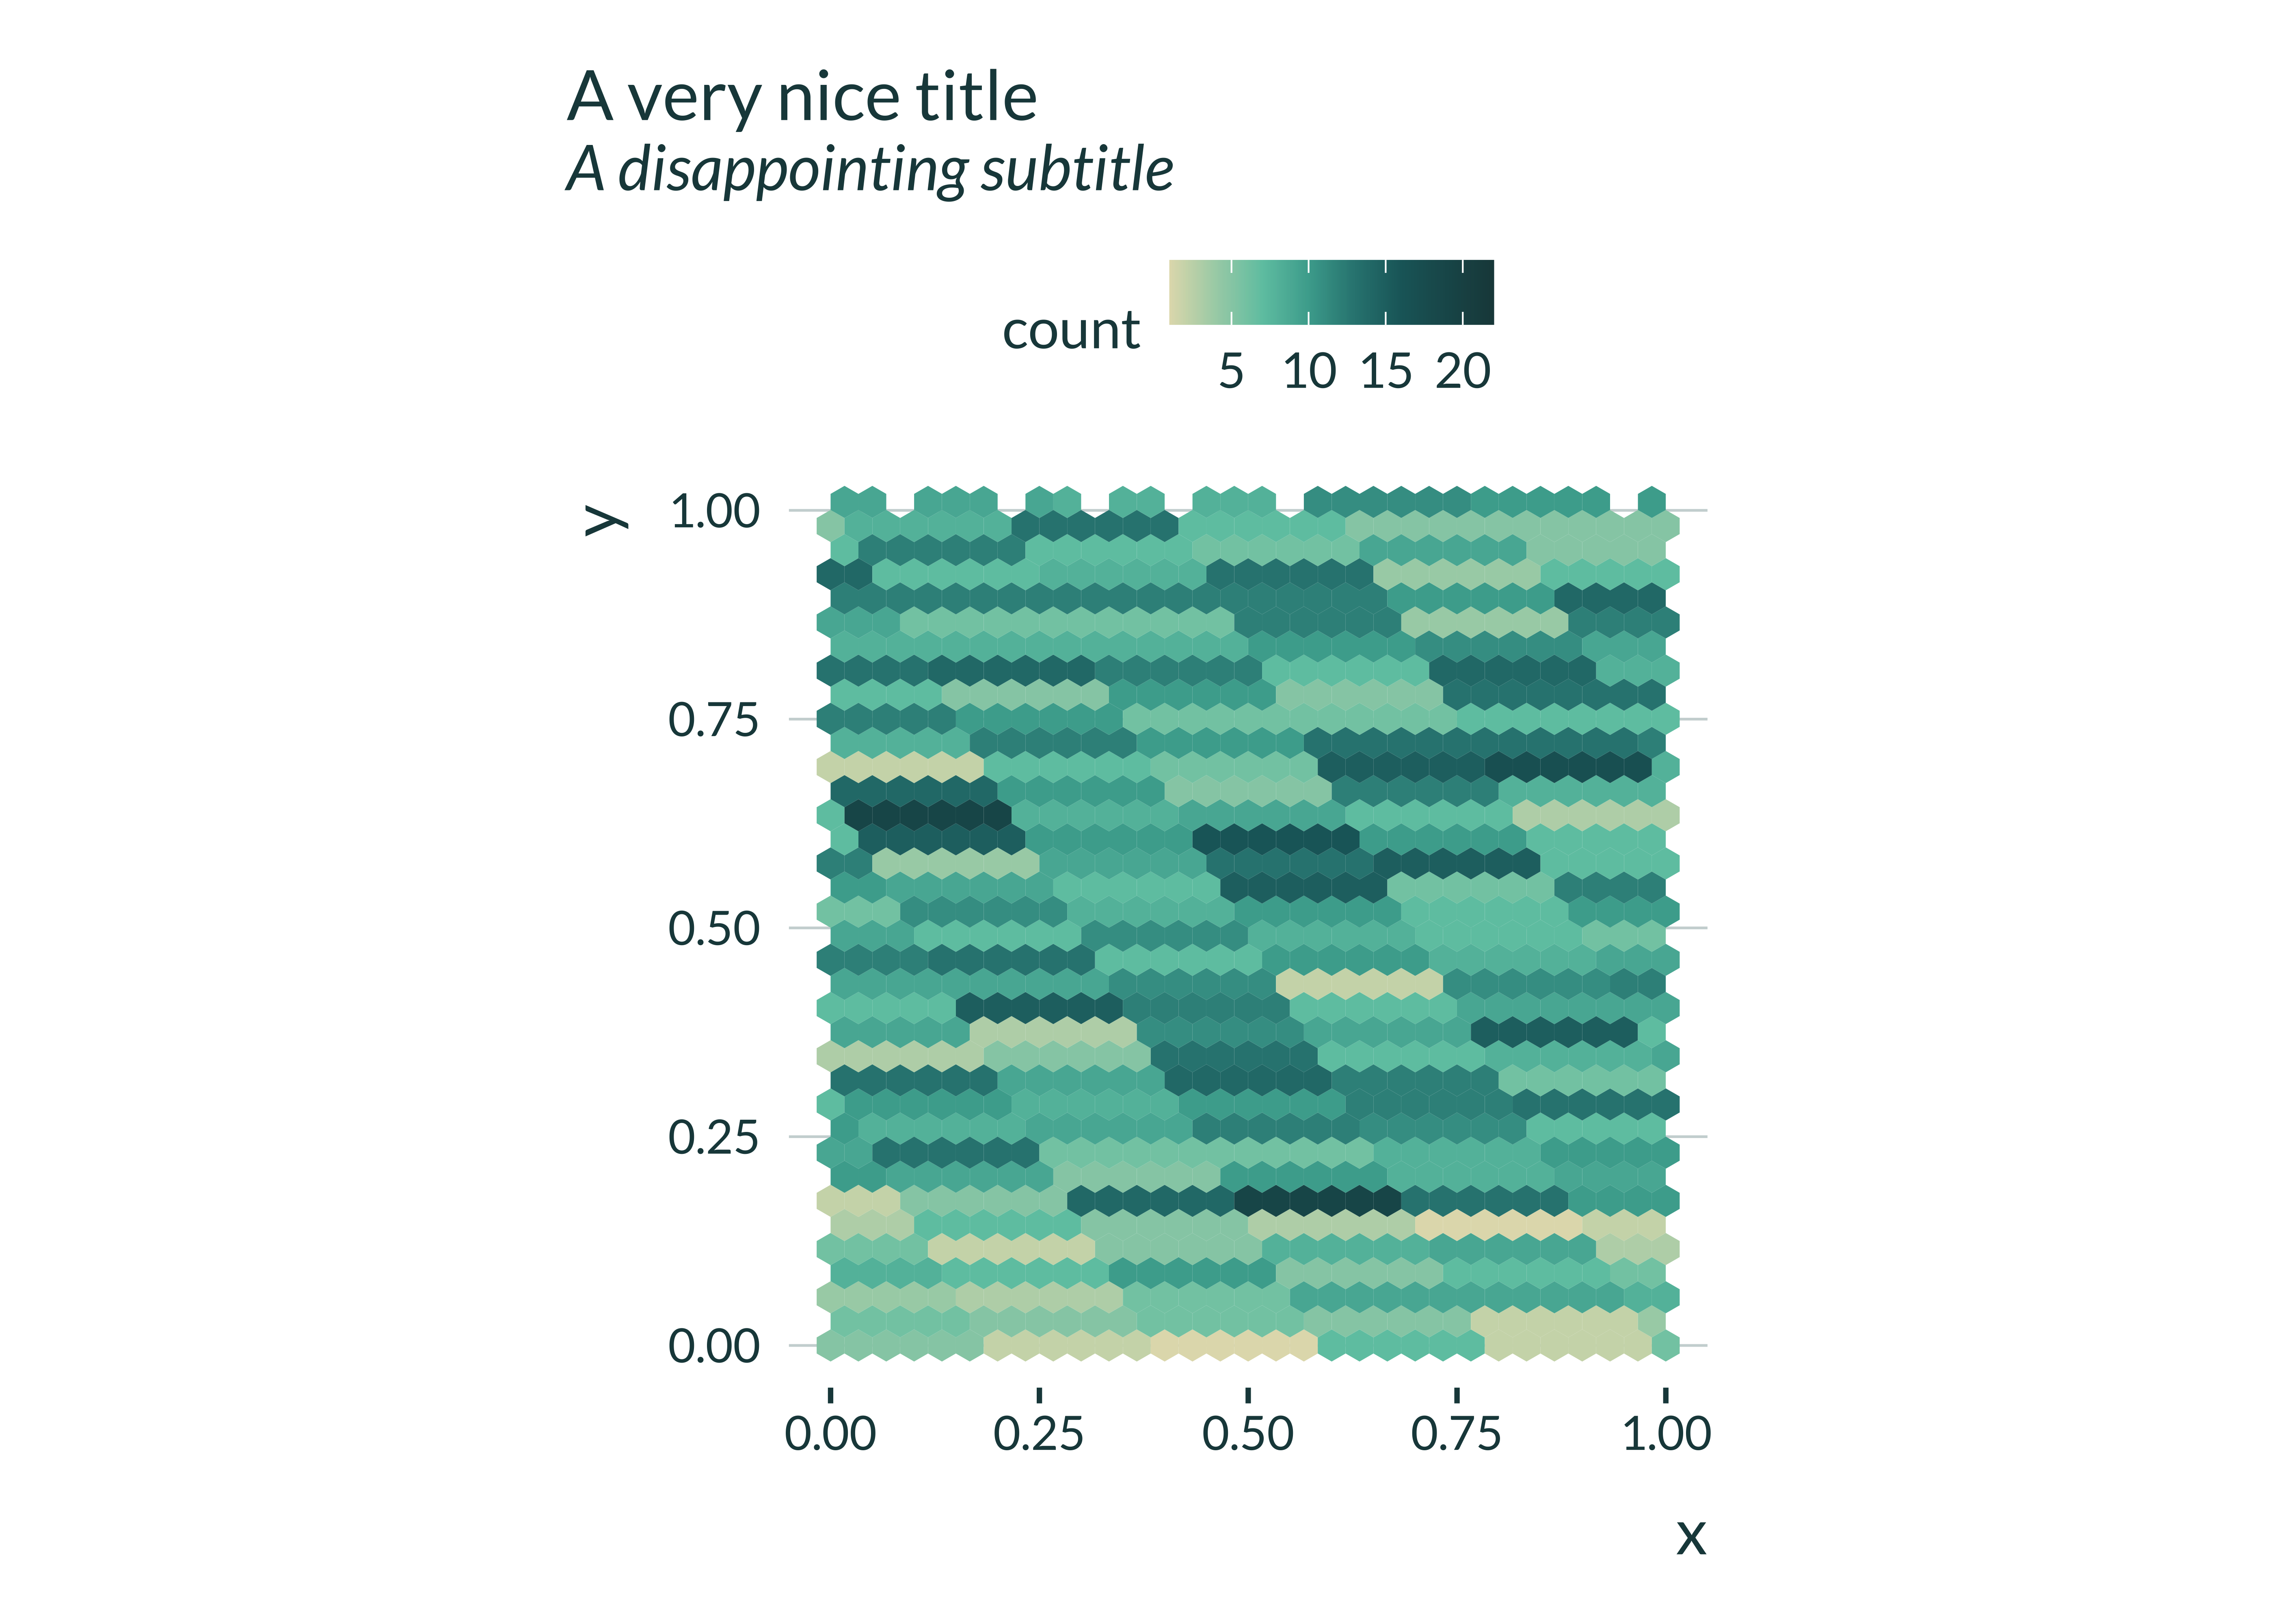 A very nice title
A disappointing subtitle
count
5 10 15 20
y
1.00
0.75
0.50
0.25
0.00
0.00 0.25 0.50 0.75 1.00
x